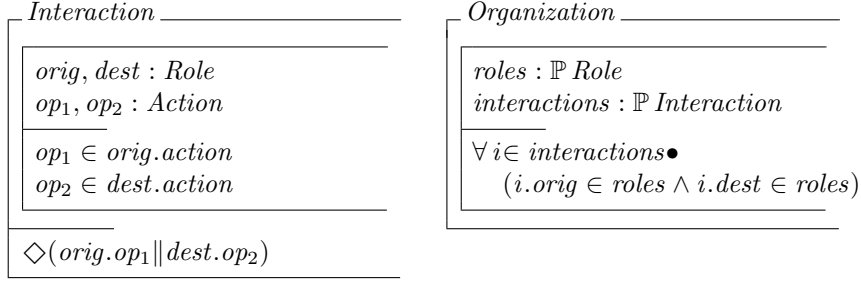 Interaction
orig, dest : Role
op₁, op₂ : Action
op₁ ∈ orig.action
op₂ ∈ dest.action
◇(orig.op₁‖dest.op₂)
Organization
roles : ℙ Role
interactions : ℙ Interaction
∀ i∈ interactions•
(i.orig ∈ roles ∧ i.dest ∈ roles)